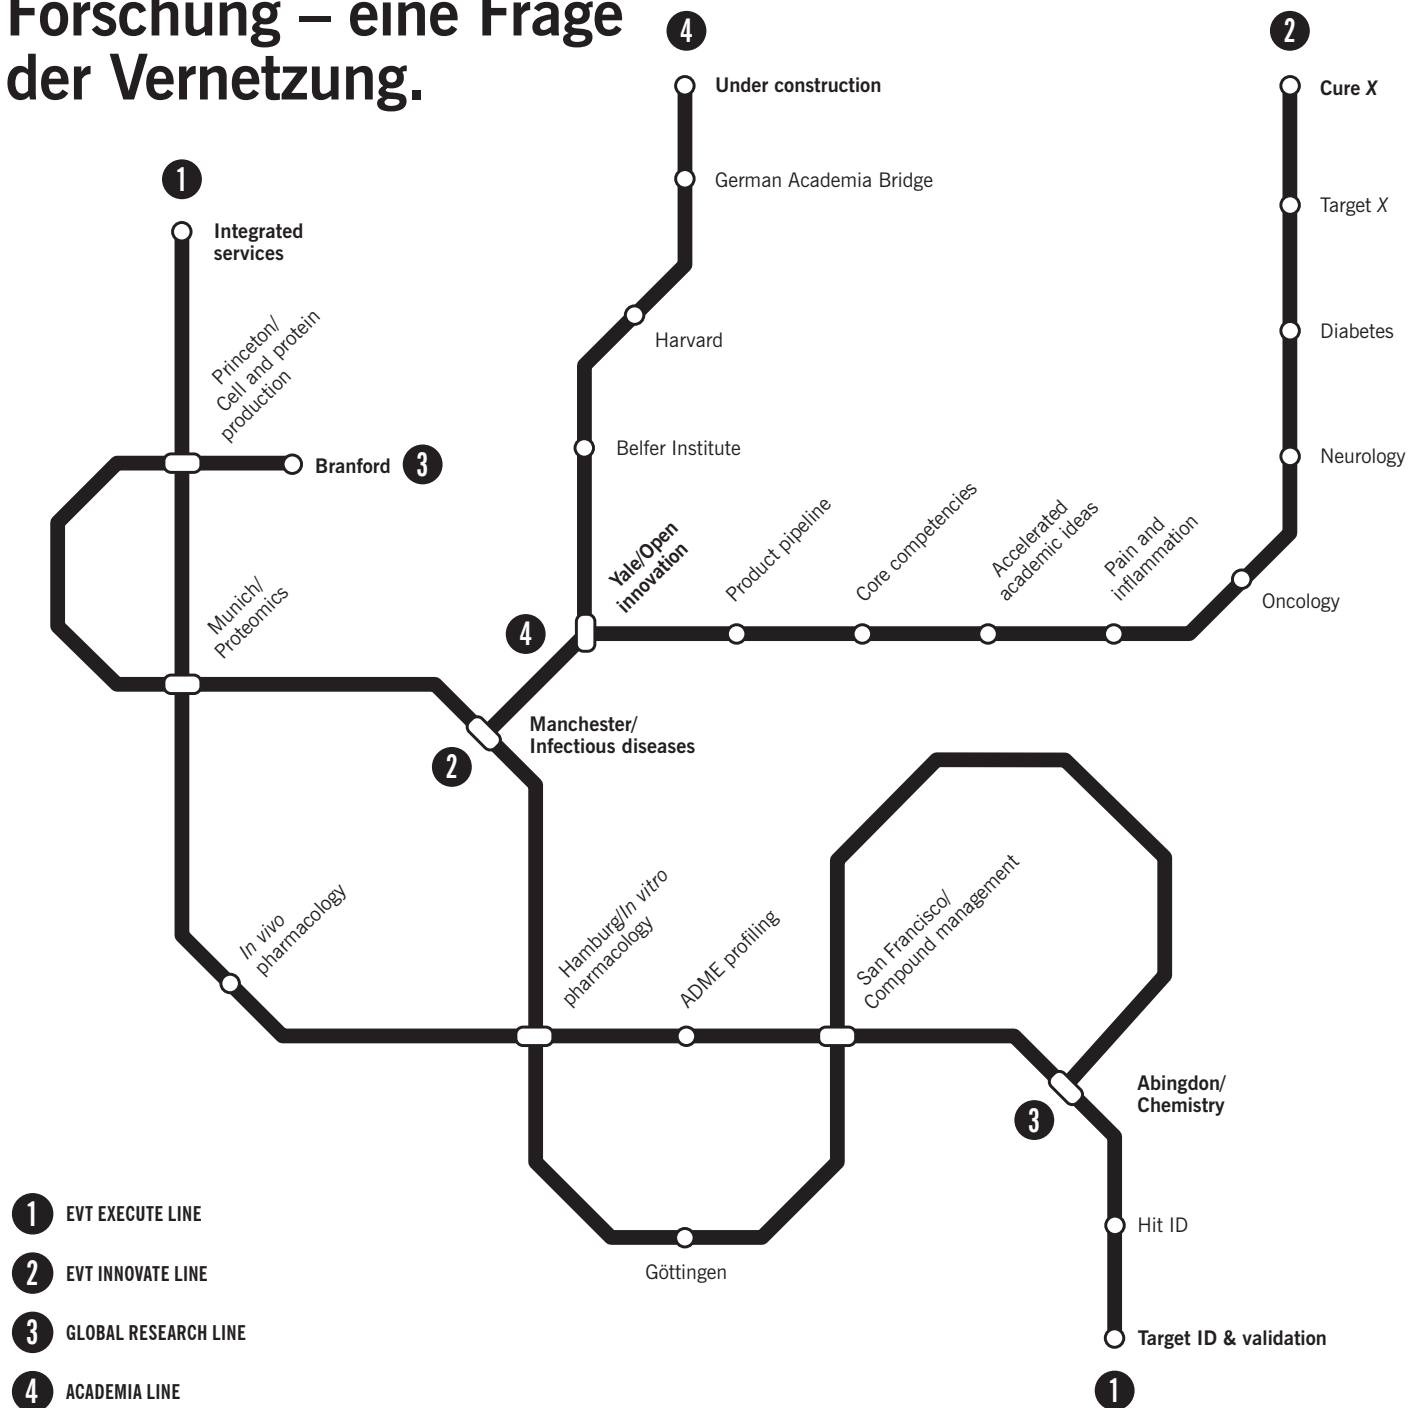 Forschung – eine Frage
der Vernetzung.
4
2
Under construction
Cure X
1
German Academia Bridge
Target X
Integrated
services
Princeton/
Cell and protein
production
Harvard
Diabetes
Branford 3
Belfer Institute
Neurology
Yale/Open
innovation
Product pipeline
Core competencies
Accelerated
academic ideas
Pain and
inflammation
Munich/
Proteomics
4
Oncology
Manchester/
Infectious diseases
2
In vivo
pharmacology
Hamburg/In vitro
pharmacology
ADME profiling
San Francisco/
Compound management
Abingdon/
Chemistry
3
1 EVT EXECUTE LINE
Hit ID
2 EVT INNOVATE LINE
Göttingen
3 GLOBAL RESEARCH LINE
Target ID & validation
4 ACADEMIA LINE
1